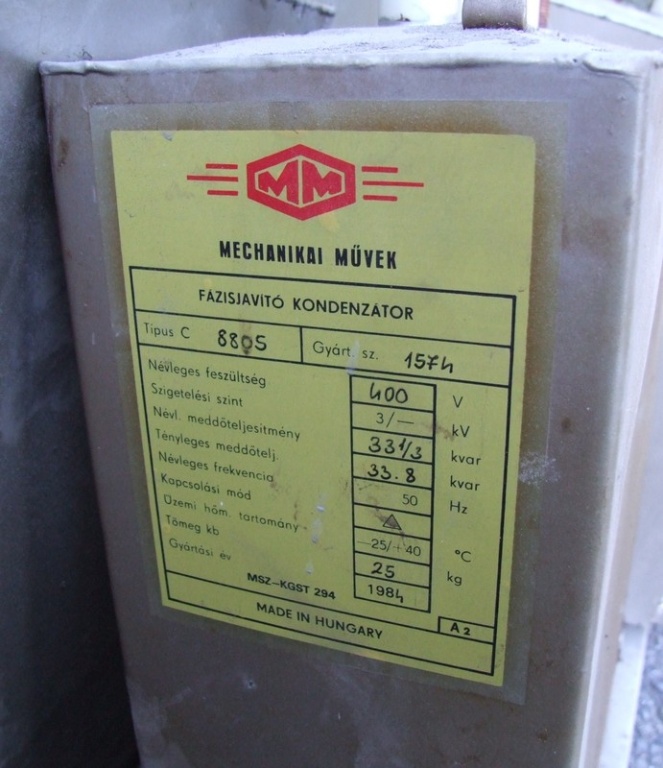 MM
MECHANIKAI MŰVEK
FÁZISJAVÍTÓ KONDENZÁTOR
Tipus C 8805 Gyárt. sz. 1574
Névleges feszültség 400 V
Szigetelési szint 3/— kV
Névl. meddőteljesitmény 33 1/3 kvar
Tényleges meddőtelj. 33.8 kvar
Névleges frekvencia 50 Hz
Kapcsolási mód
Üzemi hőm. tartomány —25/+40 °C
Tömeg kb 25 kg
Gyártási év 1984
MSZ–KGST 294
A2
MADE IN HUNGARY